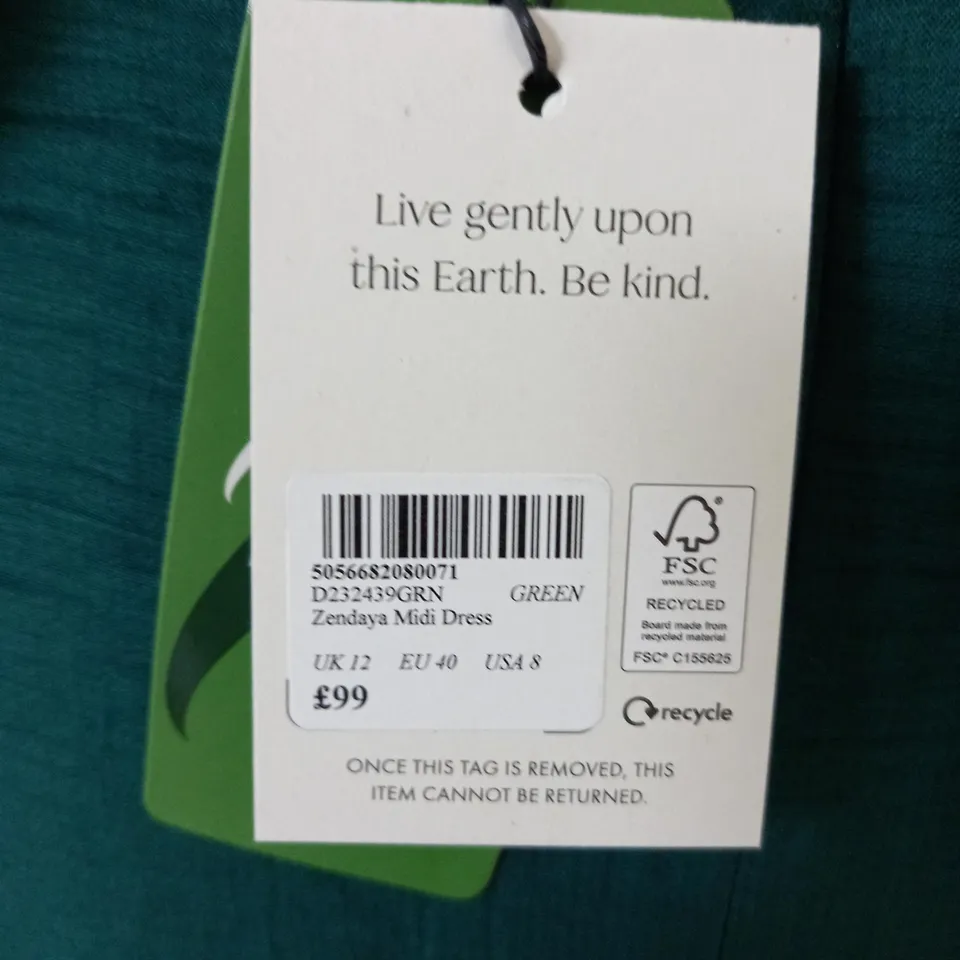 Live gently upon
this Earth. Be kind.
5056682080071
D232439GRN GREEN
Zendaya Midi Dress
UK 12 EU 40 USA 8
£99
FSC
www.fsc.org
RECYCLED
Board made from
recycled material
FSC® C155625
recycle
ONCE THIS TAG IS REMOVED, THIS
ITEM CANNOT BE RETURNED.